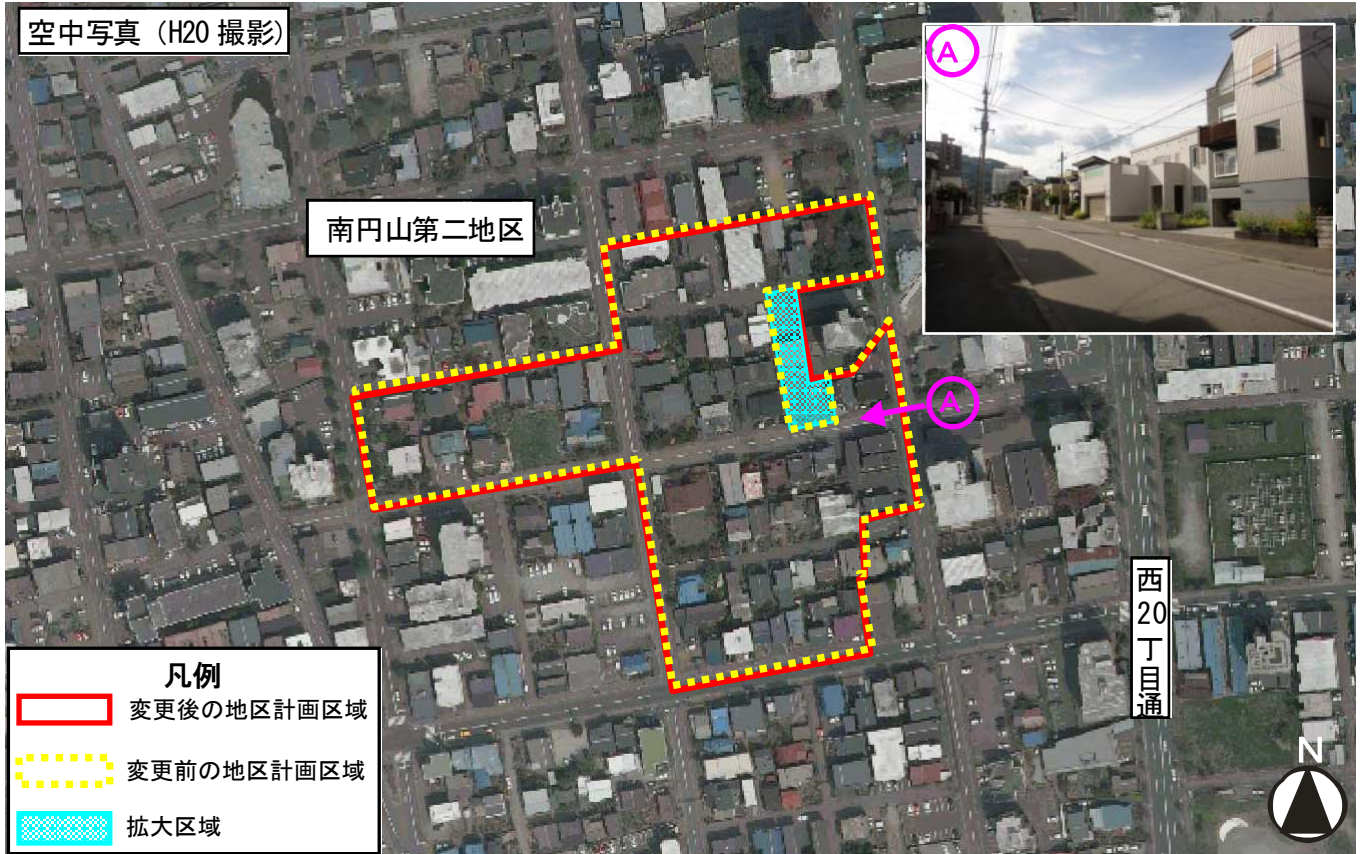 空中写真（H20 撮影）
A
南円山第二地区
A
西20丁目通
凡例
変更後の地区計画区域
変更前の地区計画区域
拡大区域
N